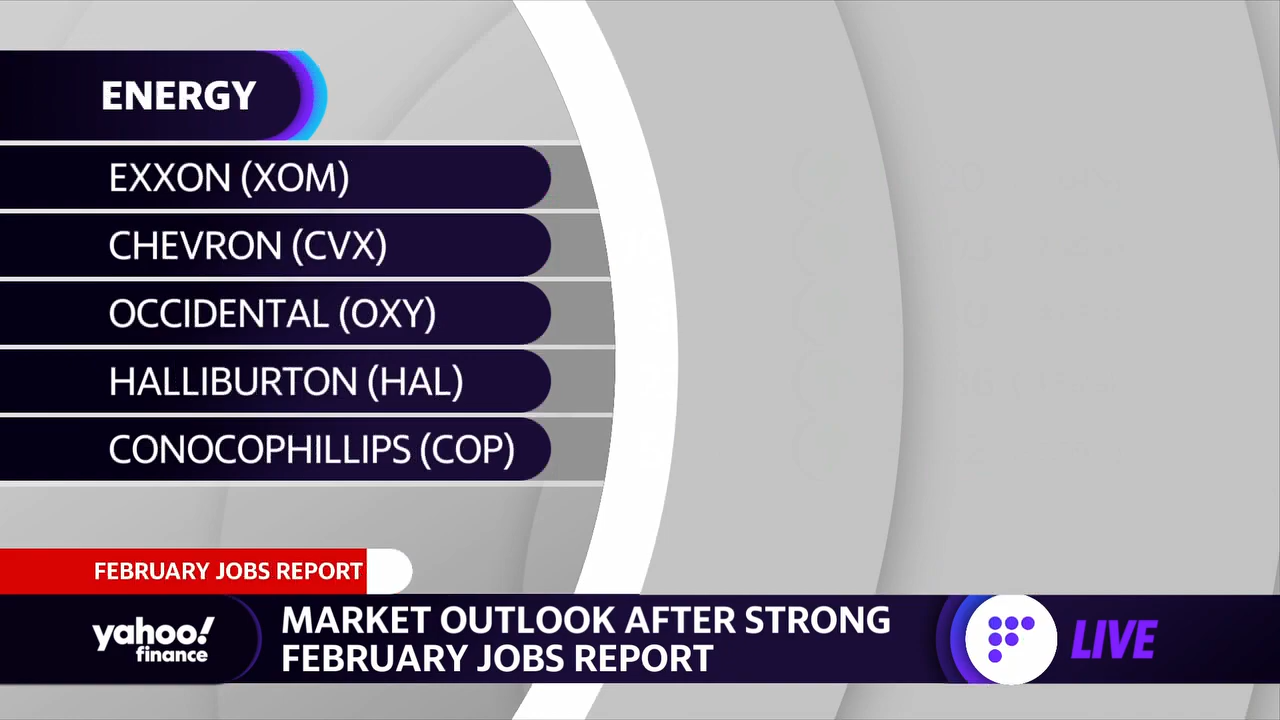 ENERGY
EXXON (XOM)
CHEVRON (CVX)
OCCIDENTAL (OXY)
HALLIBURTON (HAL)
CONOCOPHILLIPS (COP)
FEBRUARY JOBS REPORT
yahoo!
finance
MARKET OUTLOOK AFTER STRONG
FEBRUARY JOBS REPORT
LIVE